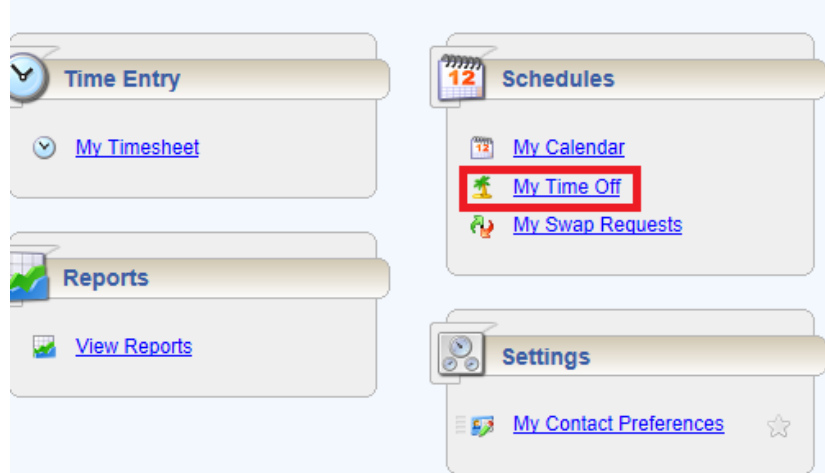 Time Entry
My Timesheet
Reports
View Reports
12
Schedules
12
My Calendar
My Time Off
My Swap Requests
Settings
My Contact Preferences